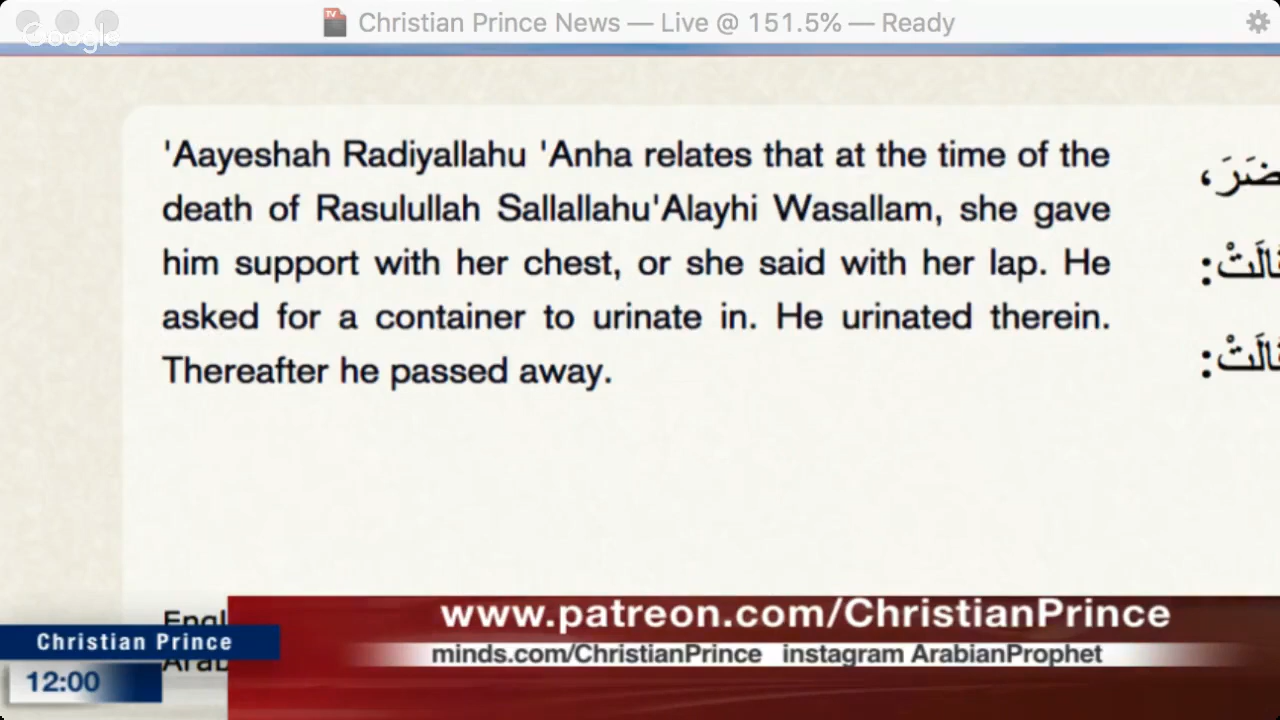 Christian Prince News — Live @ 151.5% — Ready
Google
'Aayeshah Radiyallahu 'Anha relates that at the time of the
death of Rasulullah Sallallahu'Alayhi Wasallam, she gave
him support with her chest, or she said with her lap. He
asked for a container to urinate in. He urinated therein.
Thereafter he passed away.
www.patreon.com/ChristianPrince
Christian Prince
minds.com/ChristianPrince instagram ArabianProphet
12:00